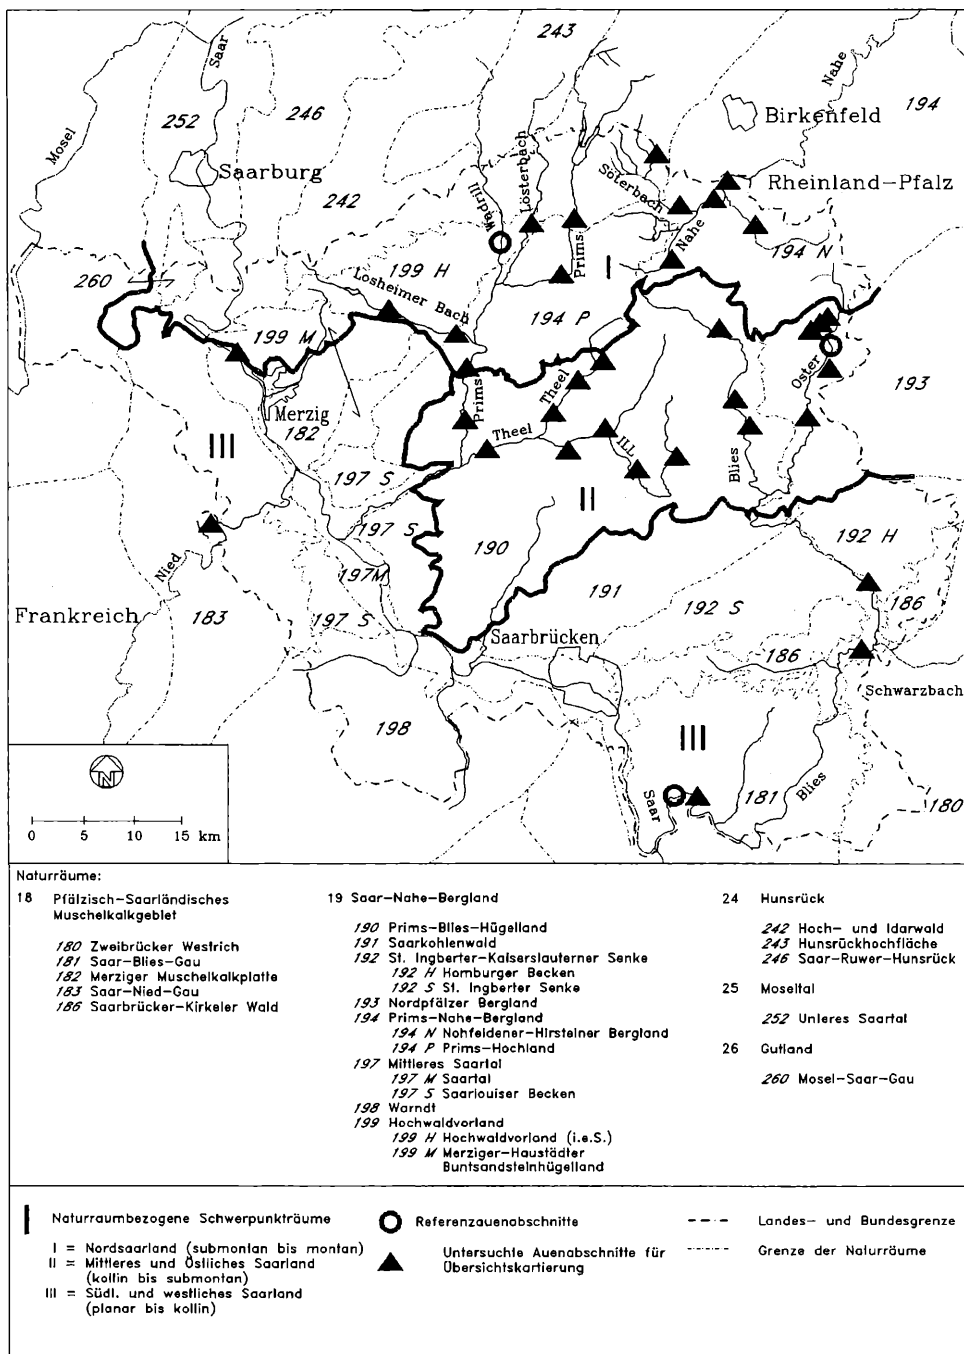 243
Saar
Nahe
194
252
246
Mosel
Birkenfeld
Saarburg
Lösterbach
Söterbach
Rheinland-Pfalz
242
Wadrill
Prims
Nahe
194 N
260
199 H
I
Losheimer Bach
194 P
199 M
Oster
193
Merzig
182
Prims
Theel
Theel
III
ILL
Blies
197 S
II
197 S
190
192 H
Nied
197M
191
186
Frankreich
183
197 S
192 S
Saarbrücken
186
Schwarzbach
198
III
N
Saar
181
Blies
180
0 5 10 15 km
Naturräume:
18 Pfälzisch-Saarländisches
Muschelkalkgebiet
180 Zweibrücker Westrich
181 Saar-Blies-Gau
182 Merziger Muschelkalkplatte
183 Saar-Nied-Gau
186 Saarbrücker-Kirkeler Wald
19 Saar-Nahe-Bergland
190 Prims-Blies-Hügelland
191 Saarkohlenwald
192 St. Ingberter-Kaiserslauterner Senke
192 H Homburger Becken
192 S St. Ingberter Senke
193 Nordpfälzer Bergland
194 Prims-Nahe-Bergland
194 N Nohfeldener-Hirsteiner Bergland
194 P Prims-Hochland
197 Mittleres Saartal
197 M Saartal
197 S Saarlouiser Becken
198 Warndt
199 Hochwaldvorland
199 H Hochwaldvorland (i.e.S.)
199 M Merziger-Haustädter
Buntsandsteinhügelland
24 Hunsrück
242 Hoch- und Idarwald
243 Hunsrückhochfläche
246 Saar-Ruwer-Hunsrück
25 Moseltal
252 Unteres Saartal
26 Gutland
260 Mosel-Saar-Gau
Naturraumbezogene Schwerpunkträume
I = Nordsaarland (submontan bis montan)
II = Mittleres und Östliches Saarland
(kollin bis submontan)
III = Südl. und westliches Saarland
(planar bis kollin)
Referenzauenabschnitte
Untersuchte Auenabschnitte für
Übersichtskartierung
Landes- und Bundesgrenze
Grenze der Naturräume